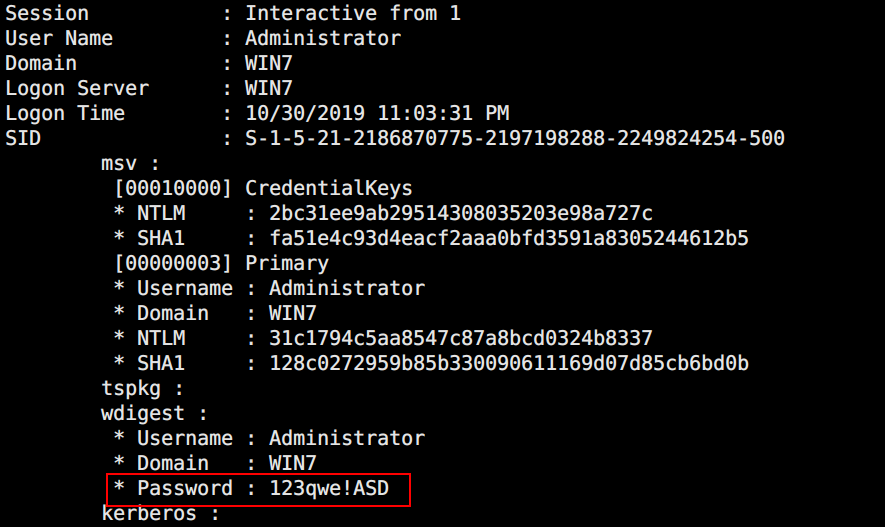 Session : Interactive from 1
User Name : Administrator
Domain : WIN7
Logon Server : WIN7
Logon Time : 10/30/2019 11:03:31 PM
SID : S-1-5-21-2186870775-2197198288-2249824254-500
msv :
[00010000] CredentialKeys
* NTLM : 2bc31ee9ab29514308035203e98a727c
* SHA1 : fa51e4c93d4eacf2aaa0bfd3591a8305244612b5
[00000003] Primary
* Username : Administrator
* Domain : WIN7
* NTLM : 31c1794c5aa8547c87a8bcd0324b8337
* SHA1 : 128c0272959b85b330090611169d07d85cb6bd0b
tspkg :
wdigest :
* Username : Administrator
* Domain : WIN7
* Password : 123qwe!ASD
kerberos :